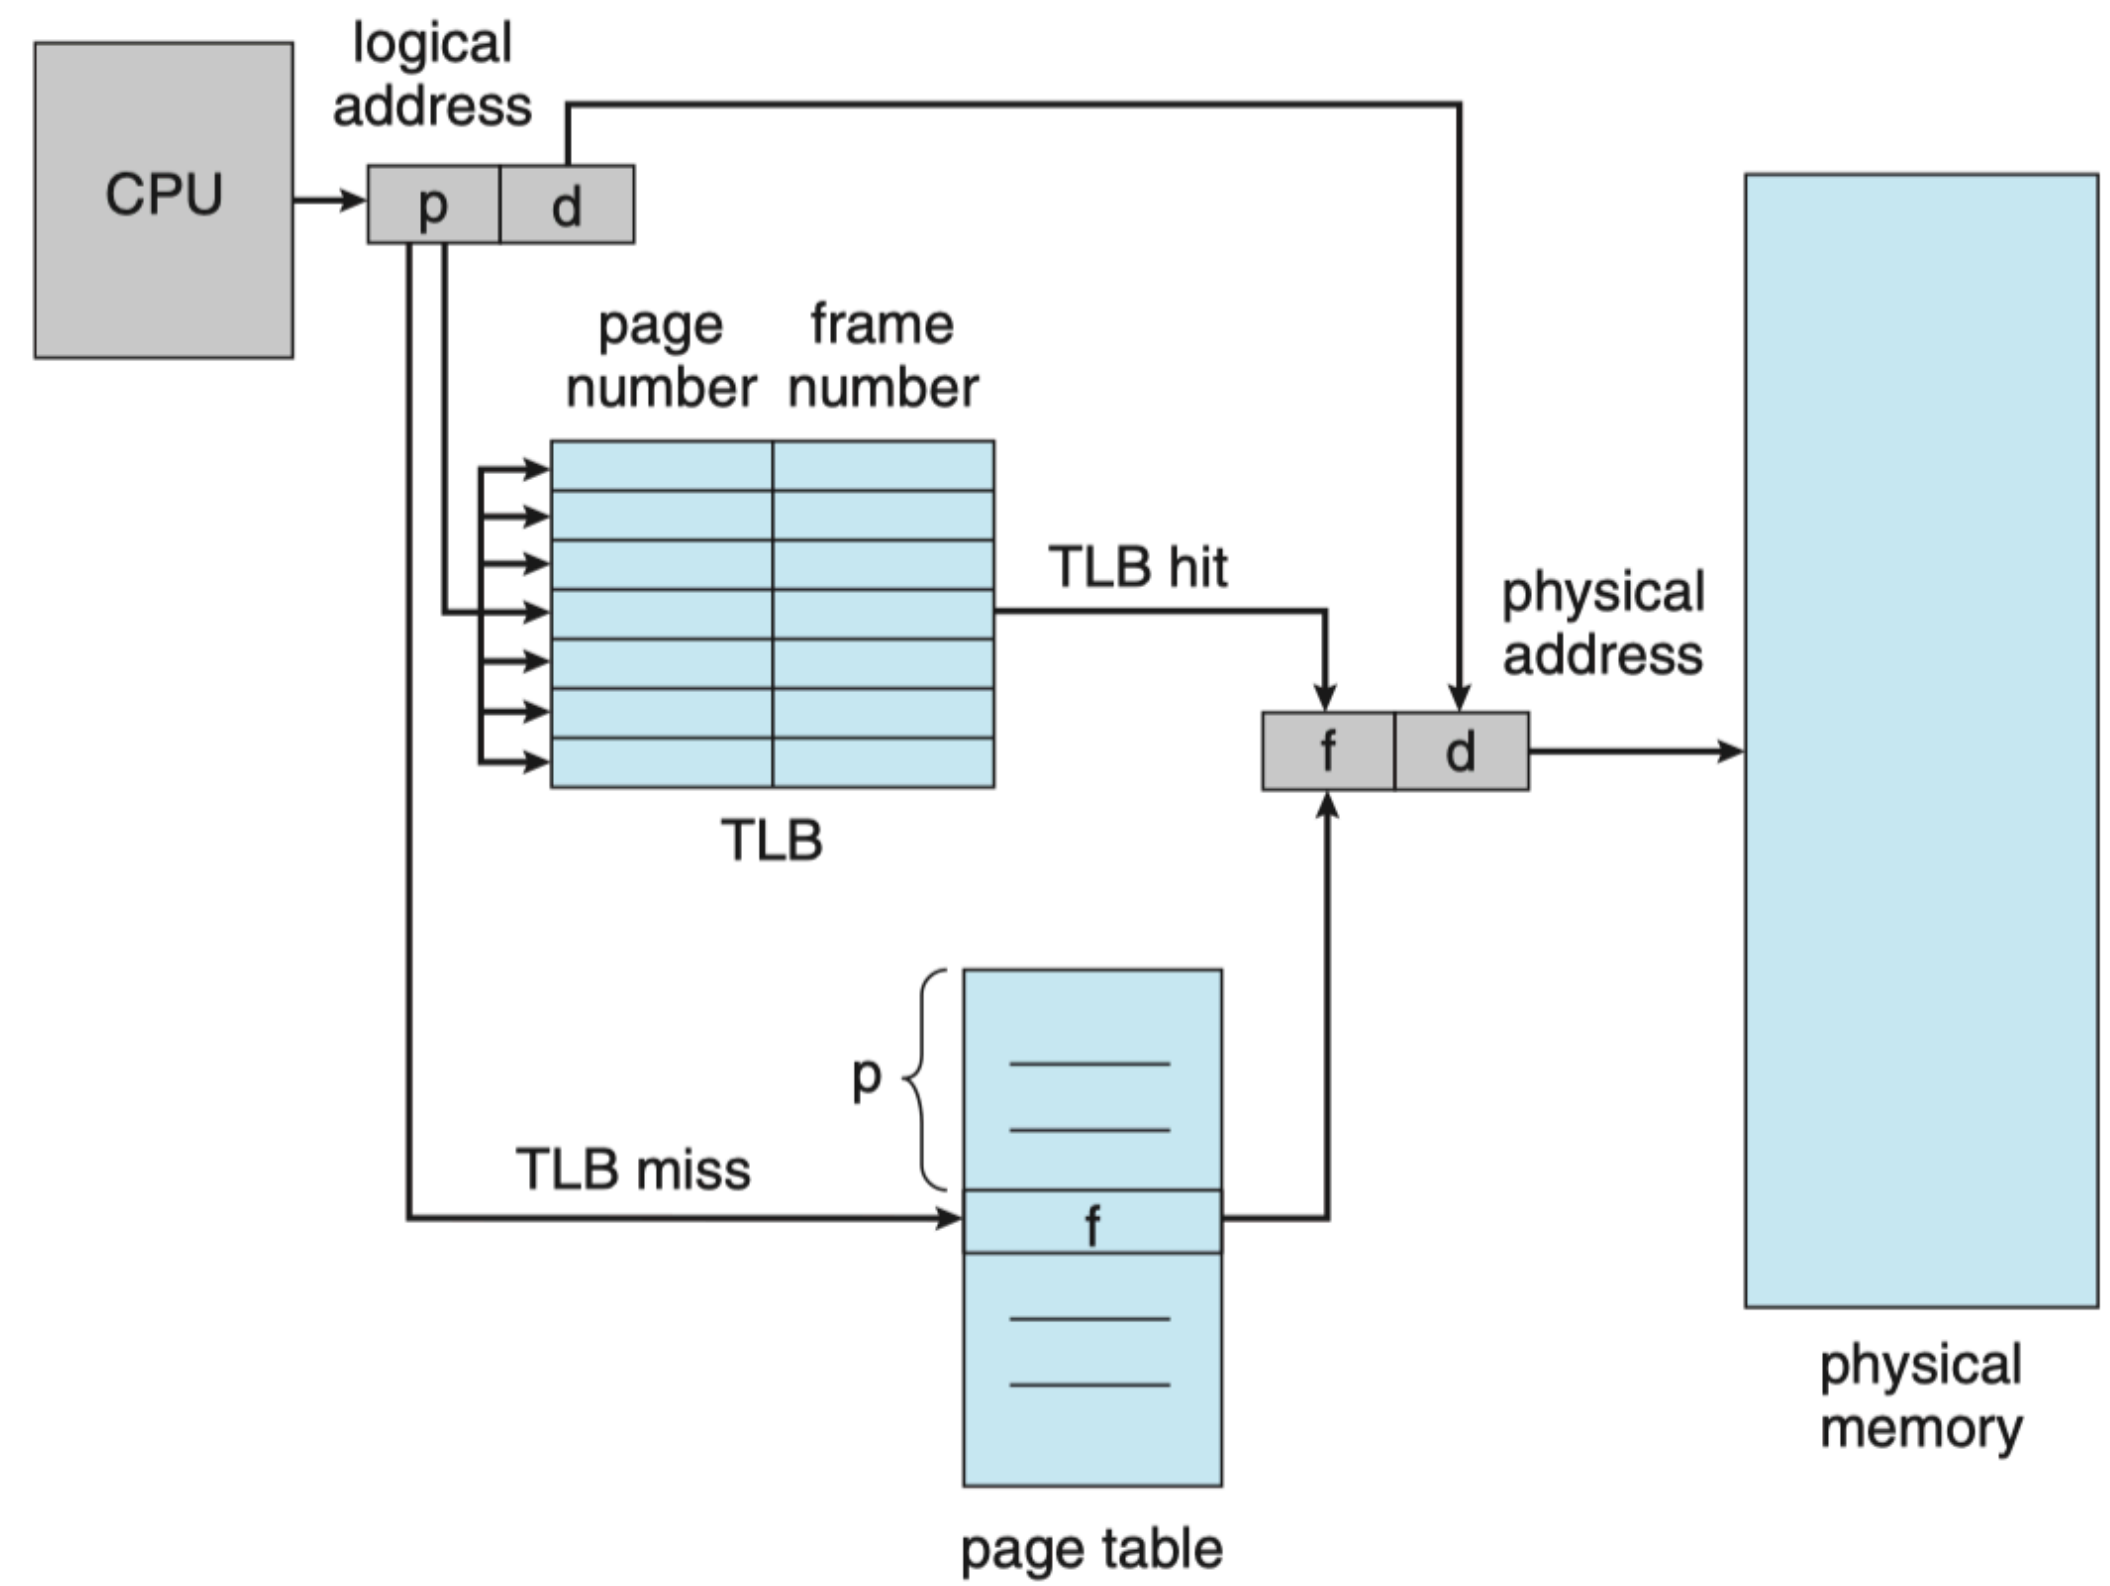 logical
address
CPU
p
d
page
number
frame
number
TLB hit
physical
address
f
d
TLB
p
TLB miss
f
physical
memory
page table